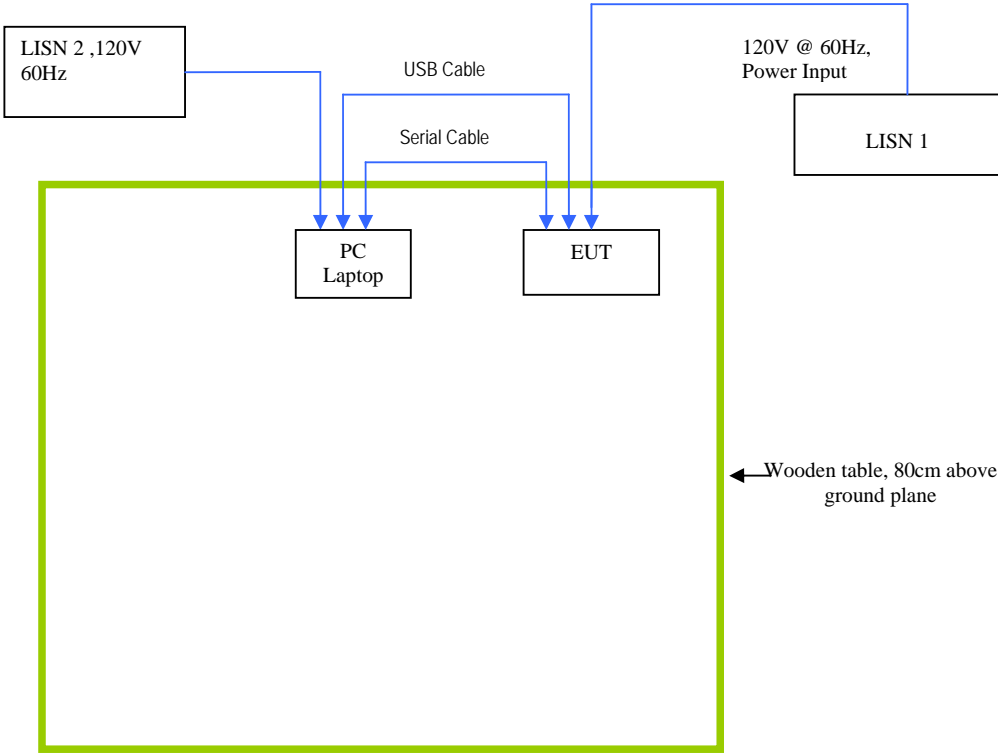 LISN 2 ,120V
60Hz
USB Cable
120V @ 60Hz,
Power Input
Serial Cable
LISN 1
PC
Laptop
EUT
Wooden table, 80cm above
ground plane